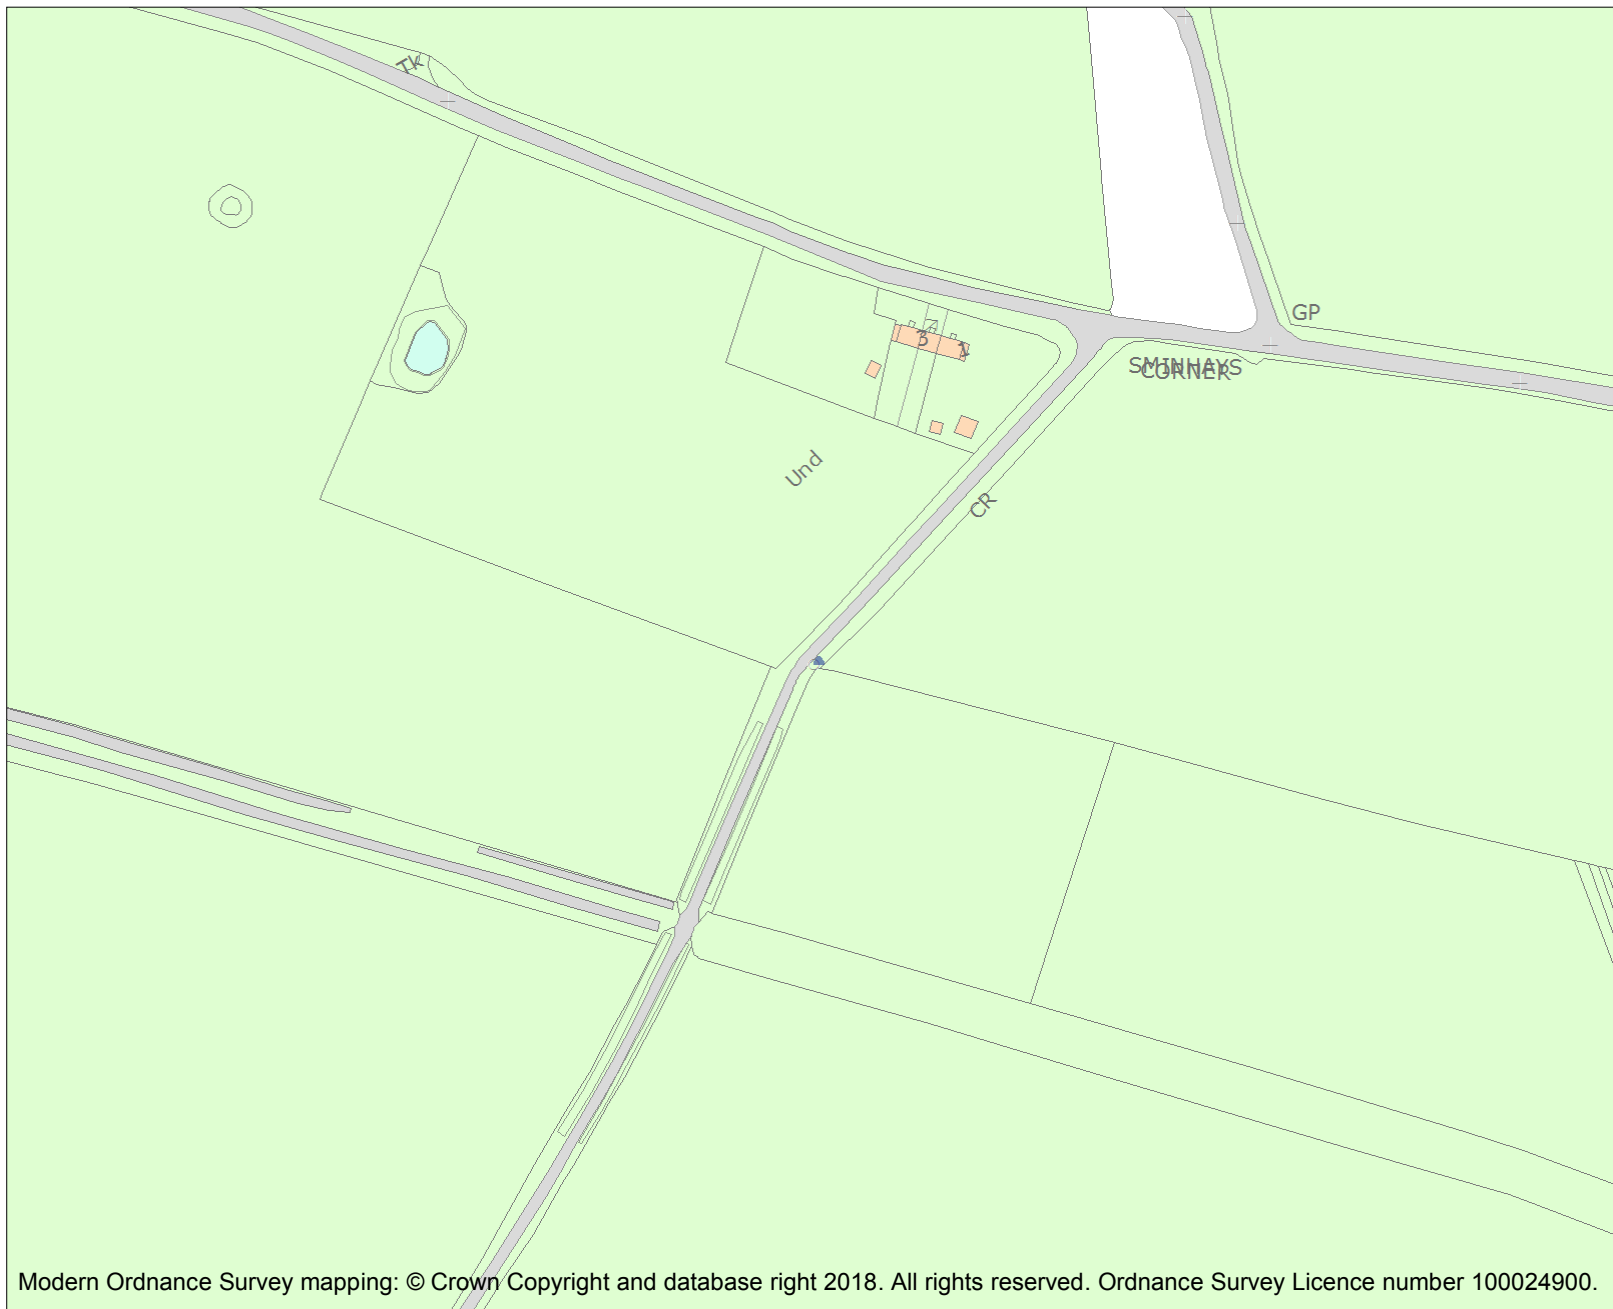 Tk
GP
3
1
SMINHAYS
CORNER
Und
CR
Modern Ordnance Survey mapping: © Crown Copyright and database right 2018. All rights reserved. Ordnance Survey Licence number 100024900.